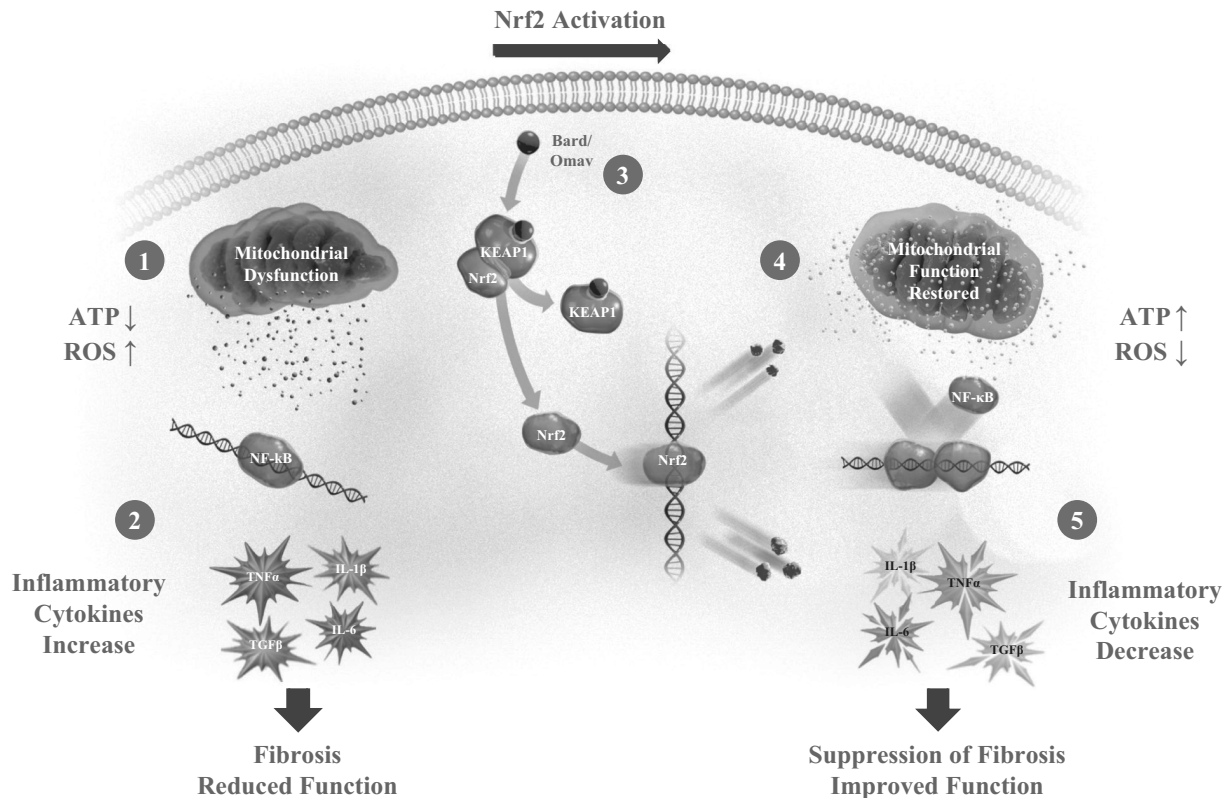 Nrf2 Activation
Bard/
Omav
3
1
Mitochondrial
Dysfunction
ATP ↓
ROS ↑
KEAP1
Nrf2
KEAP1
4
Mitochondrial
Function
Restored
ATP ↑
ROS ↓
NF-kB
Nrf2
Nrf2
NF-κB
2
Inflammatory
Cytokines
Increase
TNFα
IL-1β
TGFβ
IL-6
5
Inflammatory
Cytokines
Decrease
IL-1β
TNFα
IL-6
TGFβ
Fibrosis
Reduced Function
Suppression of Fibrosis
Improved Function